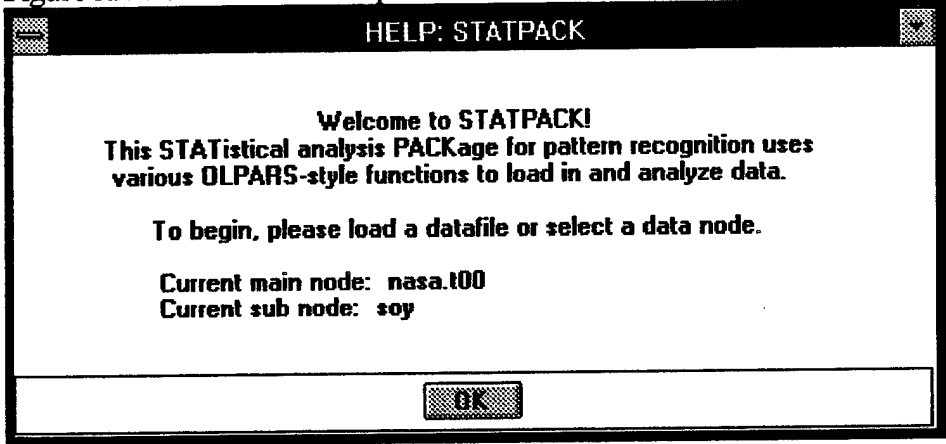 HELP: STATPACK
Welcome to STATPACK!
This STATistical analysis PACKage for pattern recognition uses
various OLPARS-style functions to load in and analyze data.
To begin, please load a datafile or select a data node.
Current main node: nasa.t00
Current sub node: soy
OK